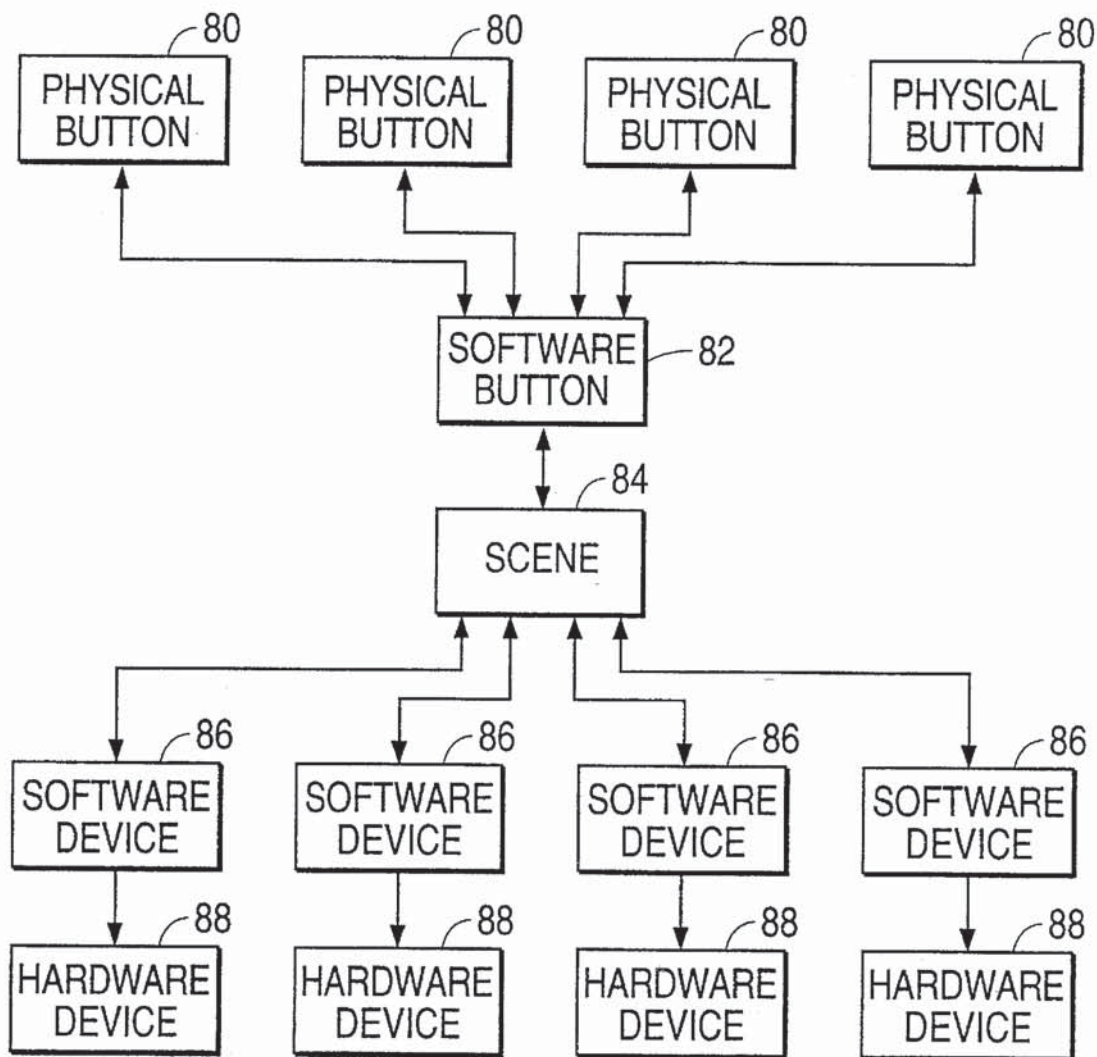 80 80 80 80
PHYSICAL BUTTON PHYSICAL BUTTON PHYSICAL BUTTON PHYSICAL BUTTON
SOFTWARE BUTTON
82
84
SCENE
86 86 86 86
SOFTWARE DEVICE SOFTWARE DEVICE SOFTWARE DEVICE SOFTWARE DEVICE
88 88 88 88
HARDWARE DEVICE HARDWARE DEVICE HARDWARE DEVICE HARDWARE DEVICE